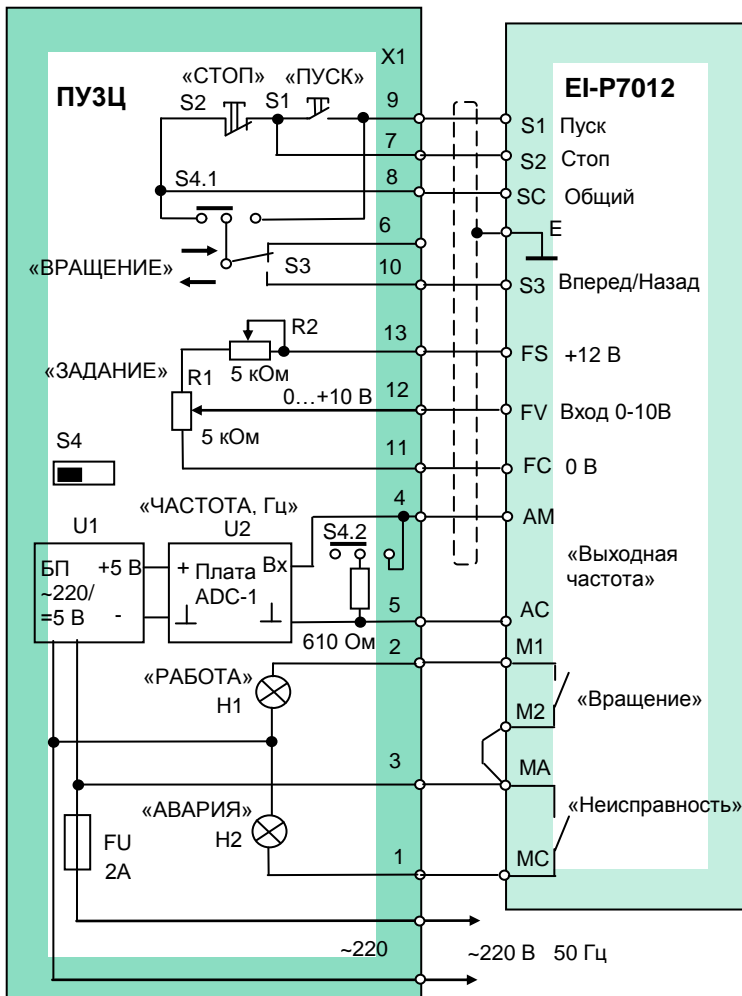 X1
«СТОП» «ПУСК»
ПУЗЦ
EI-P7012
S2 S1 9
S1 Пуск
7
S2 Стоп
S4.1 8
SC Общий
6
E
«ВРАЩЕНИЕ»
S3 10
S3 Вперед/Назад
R2 13
FS +12 В
5 кОм
«ЗАДАНИЕ»
R1 0…+10 В 12
FV Вход 0-10В
5 кОм
S4
11
FC 0 В
«ЧАСТОТА, Гц» 4
U1 U2 S4.2
AM
БП +5 В
~220/
=5 В -
+ Плата Вх
ADC-1
⊥ ⊥
«Выходная
частота»
5
AC
610 Ом
2
M1
«РАБОТА»
H1
«Вращение»
M2
3
MA
«АВАРИЯ»
H2
«Неисправность»
FU
2А
1
MC
~220
~220 В 50 Гц